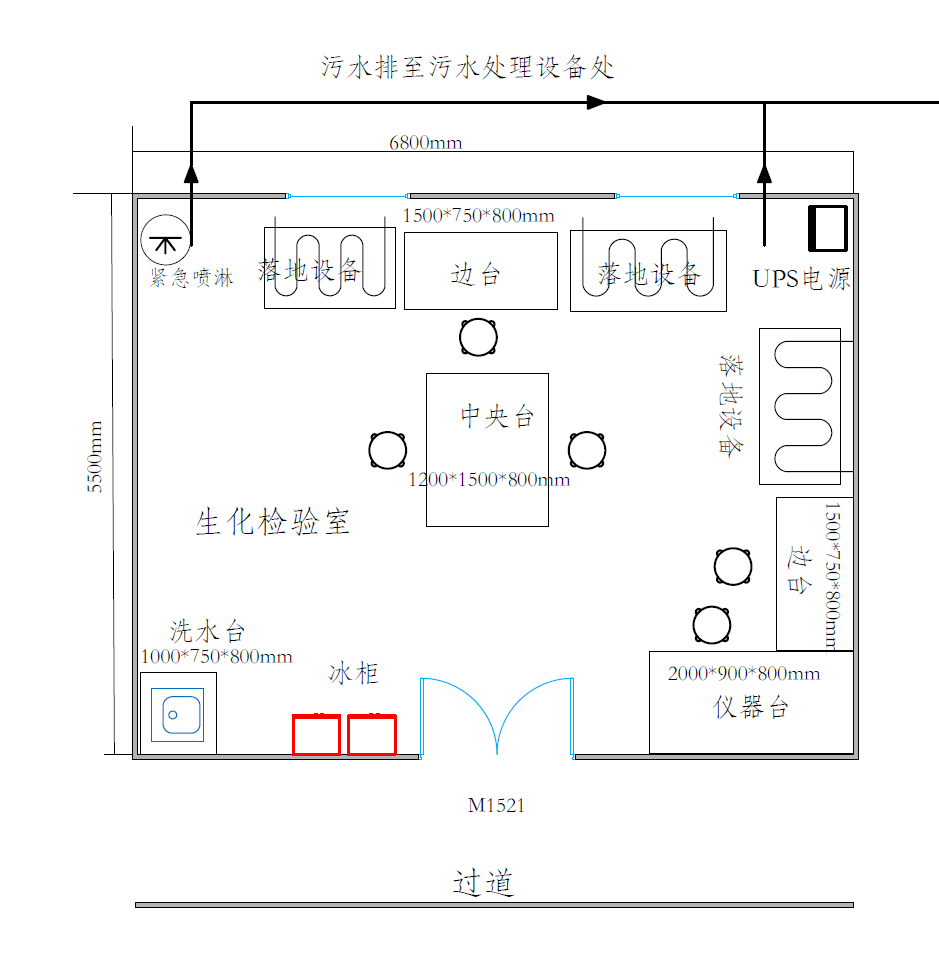 污水排至污水处理设备处
6800mm
1500*750*800mm
紧急喷淋
落地设备
边台
落地设备
UPS电源
落地设备
中央台
1200*1500*800mm
5500mm
生化检验室
1500*750*800mm
边台
洗水台
1000*750*800mm
冰柜
2000*900*800mm
仪器台
M1521
过道